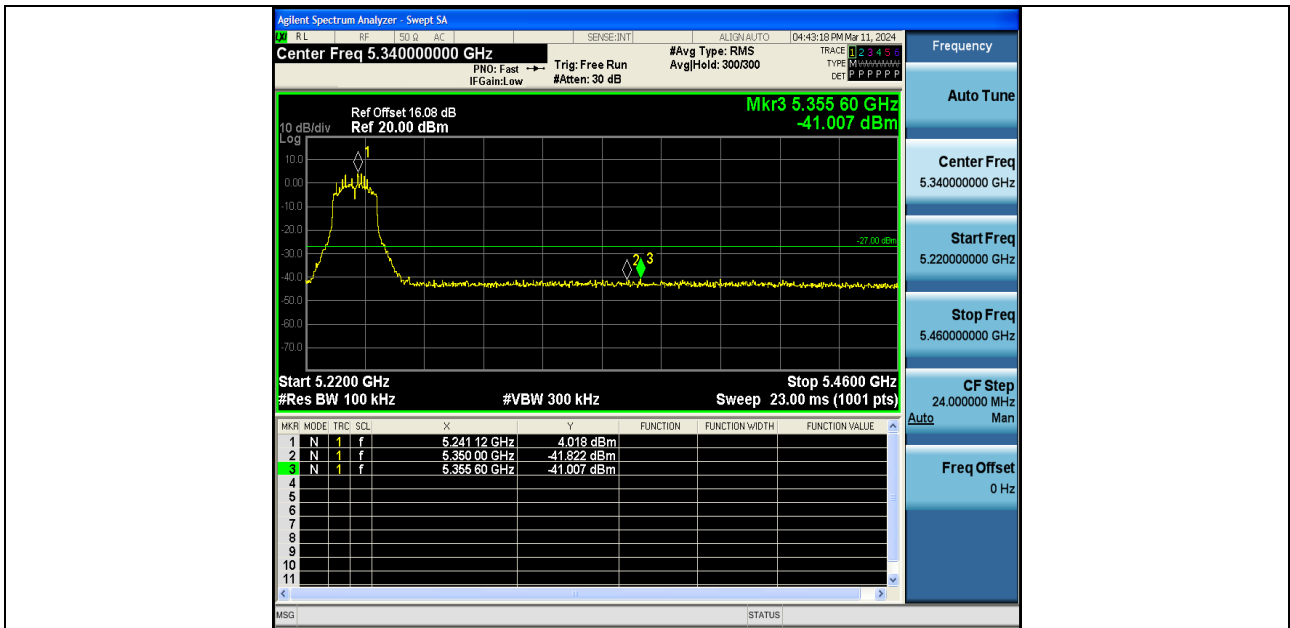 Agilent Spectrum Analyzer - Swept SA
LXI RL RF 50 Ω AC SENSE:INT ALIGN AUTO 04:43:18 PM Mar 11, 2024
Center Freq 5.340000000 GHz
PNO: Fast
IFGain:Low
Trig: Free Run
#Atten: 30 dB
#Avg Type: RMS
Avg|Hold: 300/300
TRACE 1 2 3 4 5 6
TYPE M
DET P P P P P P
Mkr3 5.355 60 GHz
-41.007 dBm
Ref Offset 16.08 dB
10 dB/div Ref 20.00 dBm
Log
10.0
0.00
-10.0
-20.0
-30.0
-40.0
-50.0
-60.0
-70.0
1
2 3
-27.00 dBm
Start 5.2200 GHz Stop 5.4600 GHz
#Res BW 100 kHz #VBW 300 kHz Sweep 23.00 ms (1001 pts)
MKR MODE TRC SCL X Y FUNCTION FUNCTION WIDTH FUNCTION VALUE
1 N 1 f 5.241 12 GHz 4.018 dBm
2 N 1 f 5.350 00 GHz -41.822 dBm
3 N 1 f 5.355 60 GHz -41.007 dBm
4
5
6
7
8
9
10
11
MSG STATUS
Frequency
Auto Tune
Center Freq
5.340000000 GHz
Start Freq
5.220000000 GHz
Stop Freq
5.460000000 GHz
CF Step
24.000000 MHz
Auto Man
Freq Offset
0 Hz